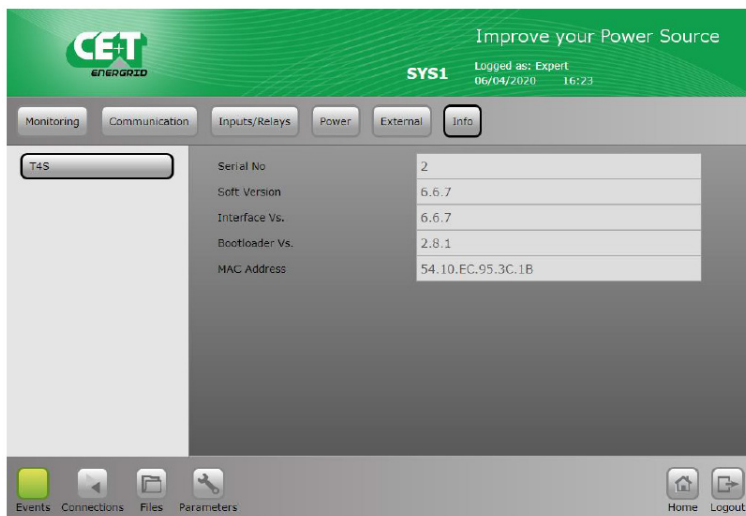 CE+T
ENERGRID
Improve your Power Source
SYS1
Logged as: Expert
06/04/2020 16:23
Monitoring Communication Inputs/Relays Power External Info
T4S
Serial No 2
Soft Version 6.6.7
Interface Vs. 6.6.7
Bootloader Vs. 2.8.1
MAC Address 54.10.EC.95.3C.1B
Events Connections Files Parameters Home Logout